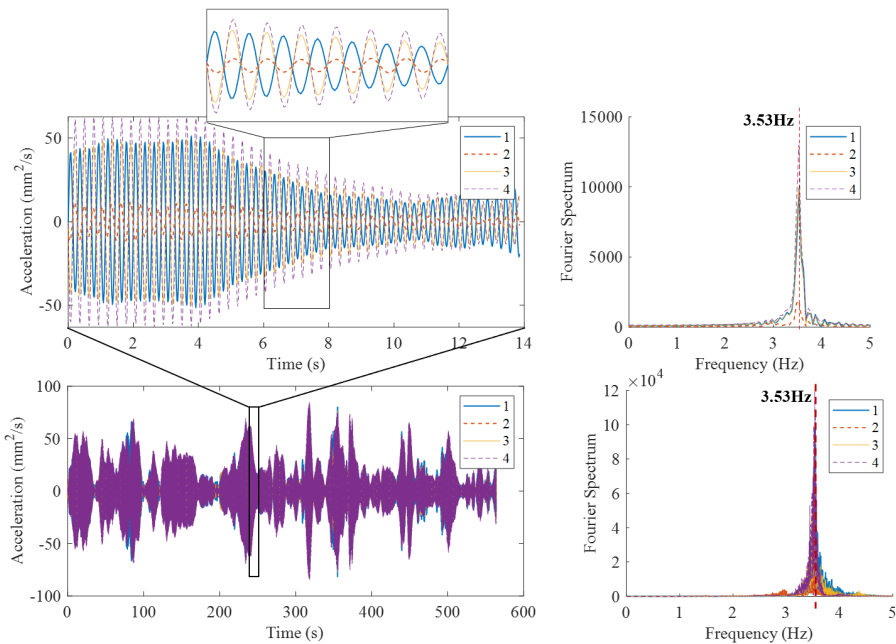 Acceleration (mm²/s)
50
0
-50
1
2
3
4
0 2 4 6 8 10 12 14
Time (s)
3.53Hz
Fourier Spectrum
15000
10000
5000
0
1
2
3
4
0 1 2 3 4 5
Frequency (Hz)
Acceleration (mm²/s)
100
50
0
-50
-100
1
2
3
4
0 100 200 300 400 500 600
Time (s)
×10⁴
3.53Hz
Fourier Spectrum
12
10
8
6
4
2
0
1
2
3
4
0 1 2 3 4 5
Frequency (Hz)